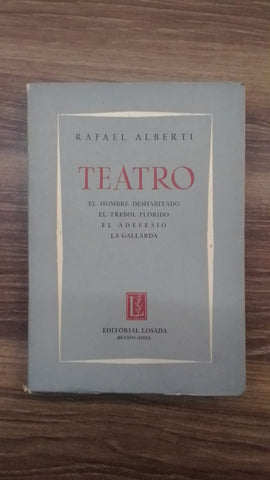 RAFAEL ALBERTI
TEATRO
EL HOMBRE DESHABITADO
EL TREBOL FLORIDO
EL ADEFESIO
LA GALLARDA
EDITORIAL LOSADA
BUENOS AIRES